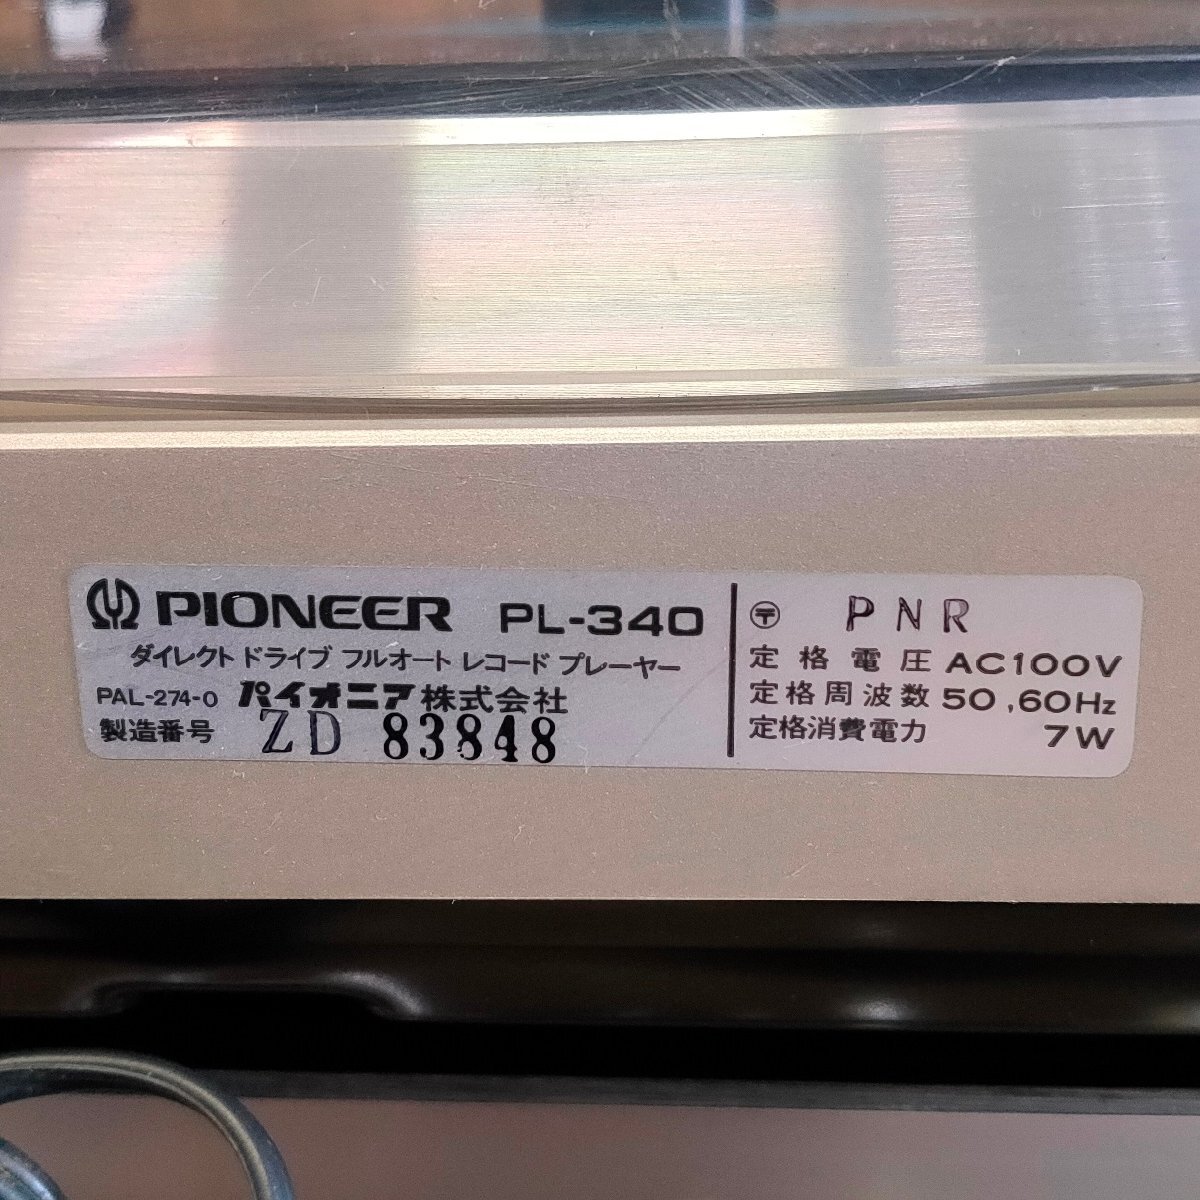 PIONEER PL-340
ダイレクト ドライブ フルオート レコード プレーヤー
PAL-274-0 パイオニア株式会社
製造番号 ZD 83848
〶 PNR
定格電圧 AC100V
定格周波数 50,60Hz
定格消費電力 7W